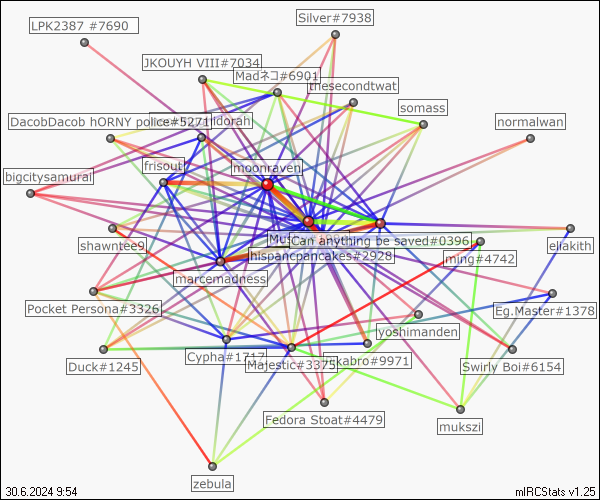 Silver#7938
LPK2387 #7690
JKOUYH VIII#7034
Madネコ#6901
thesecondtwat
somass
DacobDacob hORNY police#5271
idorah
normalwan
frisout
moonraven
bigcitysamurai
shawntee9
Can anything be saved#0396
eliakith
hispancpancakes#2928
ming#4742
marcemadness
Pocket Persona#3326
Eg.Master#1378
yoshimanden
Cypha#1717
Majestic#3375
kabro#9971
Duck#1245
Swirly Boi#6154
Fedora Stoat#4479
mukszi
zebula
30.6.2024 9:54
mIRCStats v1.25